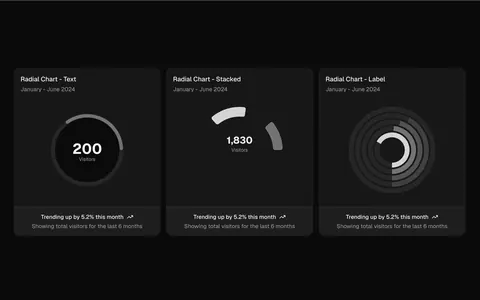 Radial Chart - Text
January - June 2024
200
Visitors
Trending up by 5.2% this month
Showing total visitors for the last 6 months
Radial Chart - Stacked
January - June 2024
1,830
Visitors
Trending up by 5.2% this month
Showing total visitors for the last 6 months
Radial Chart - Label
January - June 2024
Trending up by 5.2% this month
Showing total visitors for the last 6 months